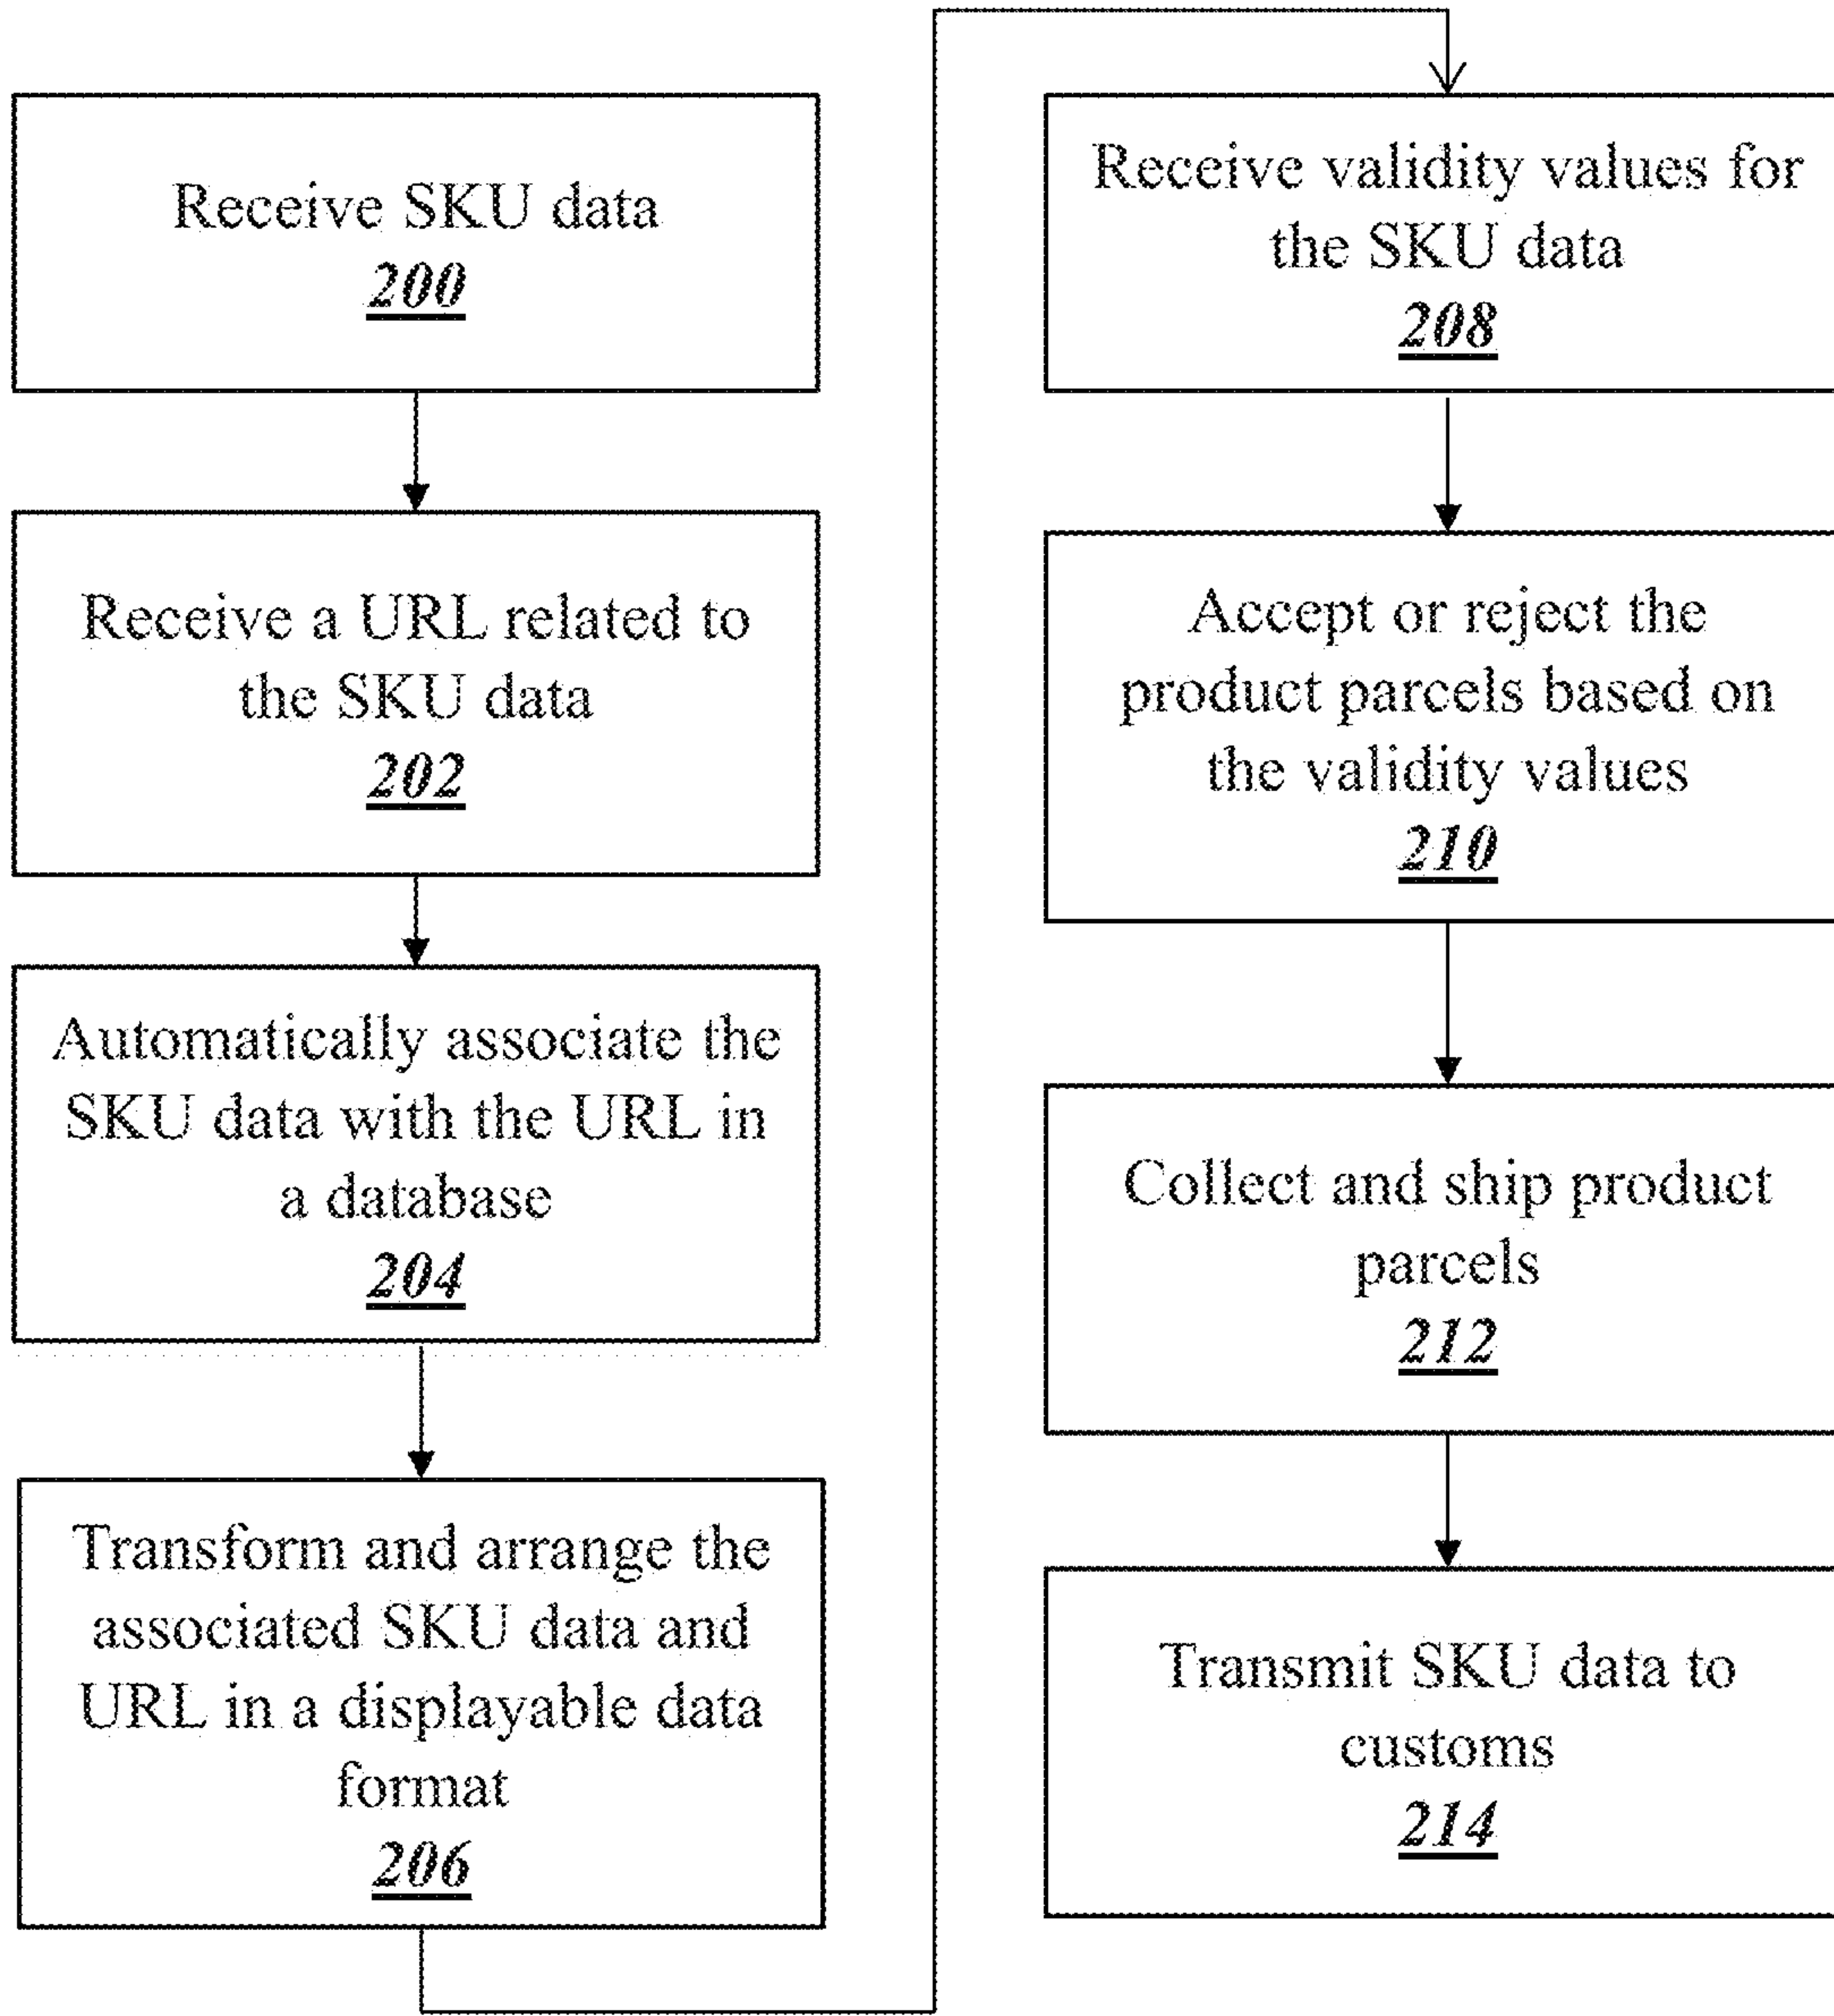 Receive SKU data
200
Receive a URL related to
the SKU data
202
Automatically associate the
SKU data with the URL in
a database
204
Transform and arrange the
associated SKU data and
URL in a displayable data
format
206
Receive validity values for
the SKU data
208
Accept or reject the
product parcels based on
the validity values
210
Collect and ship product
parcels
212
Transmit SKU data to
customs
214